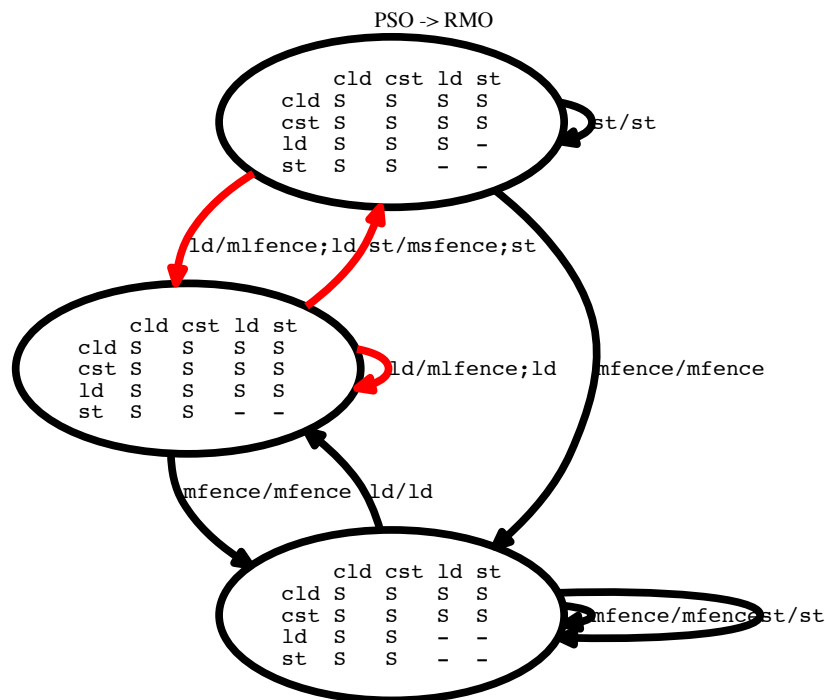 PSO -> RMO
cld cst ld st
cld S S S S
cst S S S S
ld S S S -
st S S - -
st/st
ld/mlfence;ld
st/msfence;st
cld cst ld st
cld S S S S
cst S S S S
ld S S S S
st S S - -
ld/mlfence;ld
mfence/mfence
mfence/mfence
ld/ld
cld cst ld st
cld S S S S
cst S S S S
ld S S - -
st S S - -
mfence/mfence
st/st